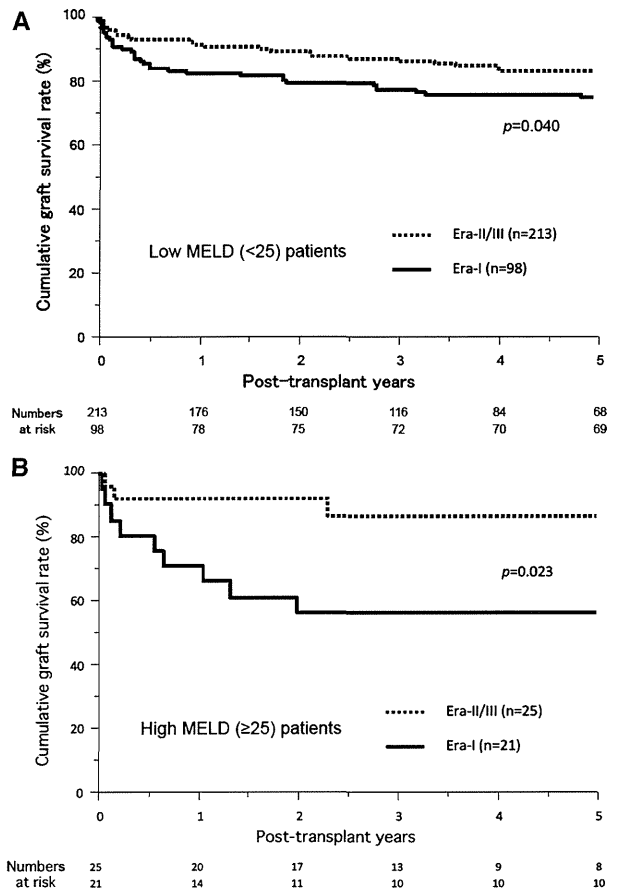 A
Cumulative graft survival rate (%)
100
80
60
40
20
0
p=0.040
Low MELD (<25) patients
Era-II/III (n=213)
Era-I (n=98)
0 1 2 3 4 5
Post-transplant years
Numbers 213 176 150 116 84 68
at risk 98 78 75 72 70 69
B
Cumulative graft survival rate (%)
100
80
60
40
20
0
p=0.023
High MELD (≥25) patients
Era-II/III (n=25)
Era-I (n=21)
0 1 2 3 4 5
Post-transplant years
Numbers 25 20 17 13 9 8
at risk 21 14 11 10 10 10